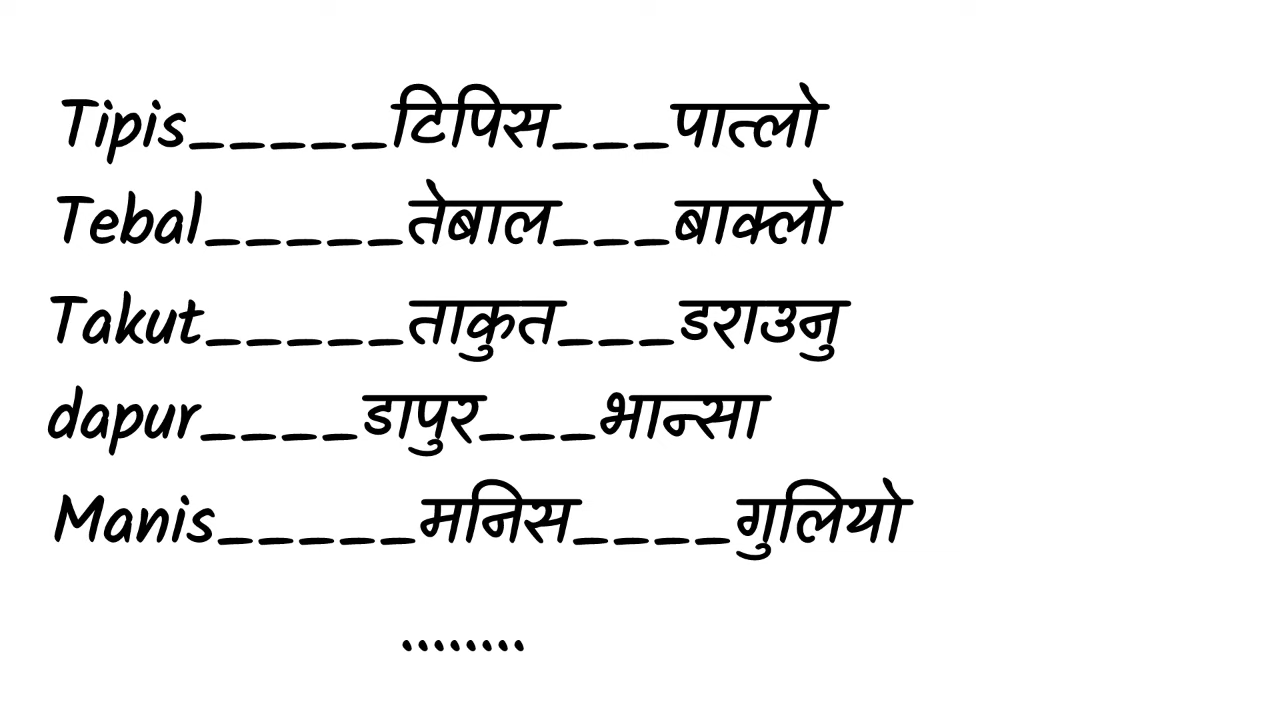 Tipis_____टिपिस___पात्लो
Tebal_____तेबाल___बाक्लो
Takut_____ताकुत___डराउनु
dapur____डापुर___भान्सा
Manis_____मनिस____गुलियो
........